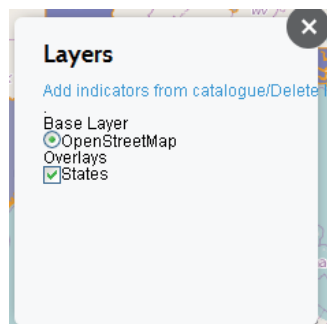 Layers
Add indicators from catalogue/Delete
.
Base Layer
OpenStreetMap
Overlays
States